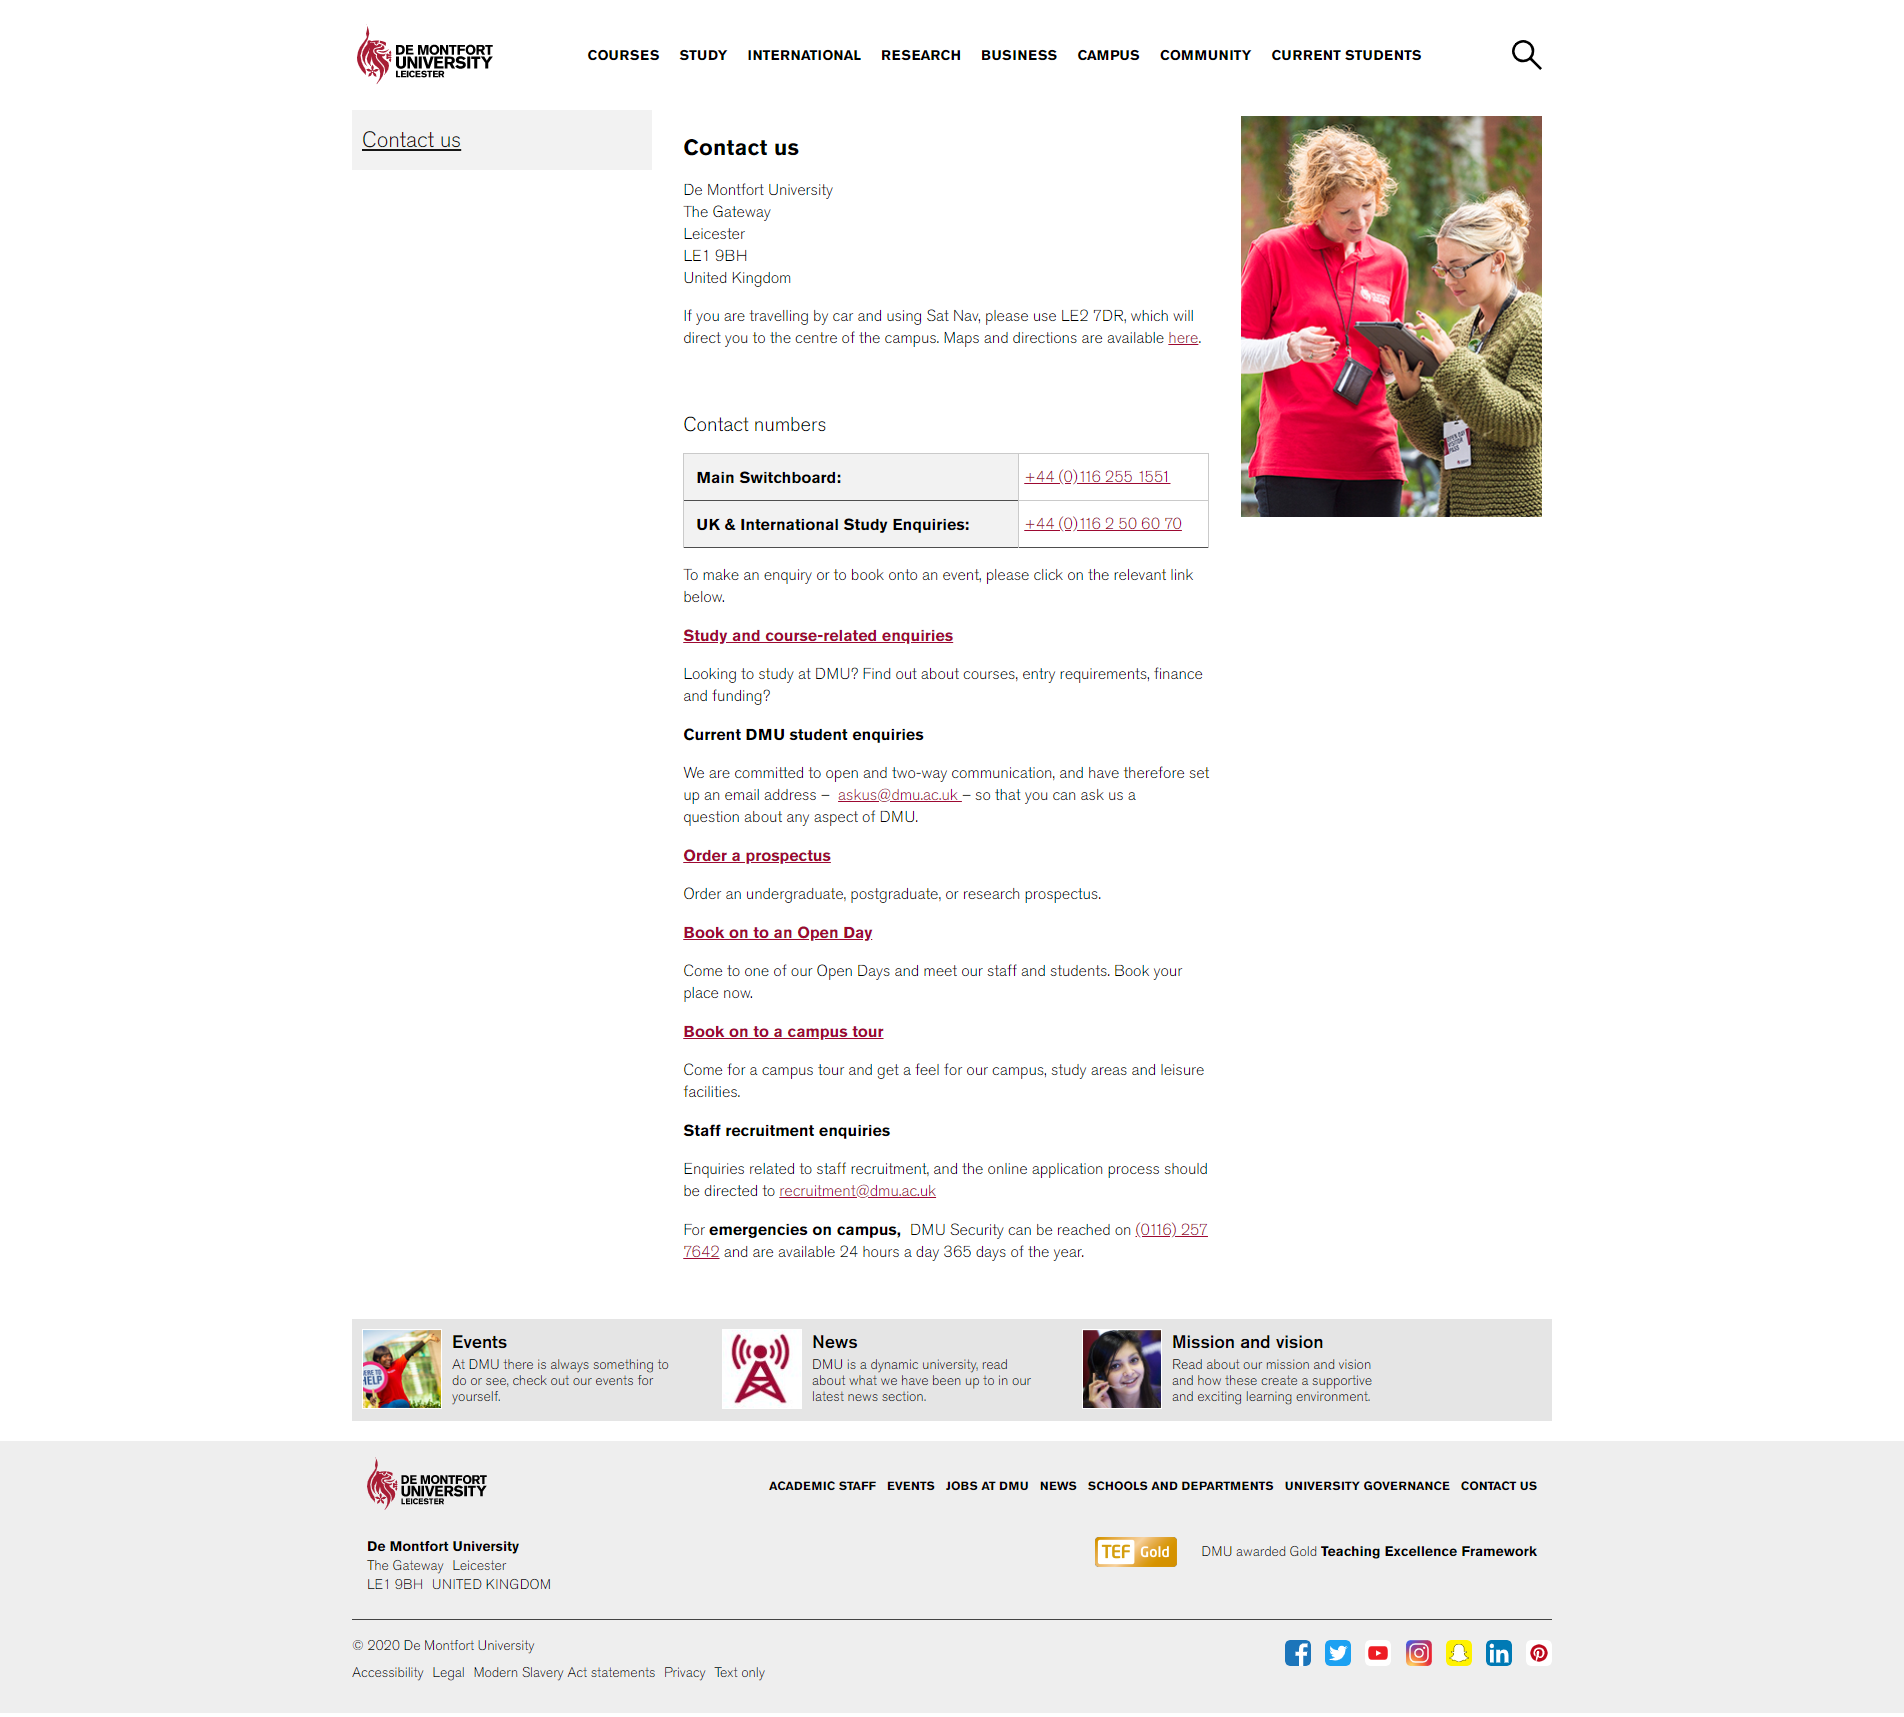 DE MONTFORT
UNIVERSITY
LEICESTER
COURSES STUDY INTERNATIONAL RESEARCH BUSINESS CAMPUS COMMUNITY CURRENT STUDENTS
Contact us
Contact us
De Montfort University
The Gateway
Leicester
LE1 9BH
United Kingdom
If you are travelling by car and using Sat Nav, please use LE2 7DR, which will
direct you to the centre of the campus. Maps and directions are available here.
Contact numbers
Main Switchboard: +44 (0)116 255 1551
UK & International Study Enquiries: +44 (0)116 2 50 60 70
To make an enquiry or to book onto an event, please click on the relevant link
below.
Study and course-related enquiries
Looking to study at DMU? Find out about courses, entry requirements, finance
and funding?
Current DMU student enquiries
We are committed to open and two-way communication, and have therefore set
up an email address – askus@dmu.ac.uk – so that you can ask us a
question about any aspect of DMU.
Order a prospectus
Order an undergraduate, postgraduate, or research prospectus.
Book on to an Open Day
Come to one of our Open Days and meet our staff and students. Book your
place now.
Book on to a campus tour
Come for a campus tour and get a feel for our campus, study areas and leisure
facilities.
Staff recruitment enquiries
Enquiries related to staff recruitment, and the online application process should
be directed to recruitment@dmu.ac.uk
For emergencies on campus, DMU Security can be reached on (0116) 257
7642 and are available 24 hours a day 365 days of the year.
OPEN DAY
VISITOR
PASS
HERE TO
HELP
Events
At DMU there is always something to
do or see, check out our events for
yourself.
News
DMU is a dynamic university, read
about what we have been up to in our
latest news section.
Mission and vision
Read about our mission and vision
and how these create a supportive
and exciting learning environment.
DE MONTFORT
UNIVERSITY
LEICESTER
ACADEMIC STAFF EVENTS JOBS AT DMU NEWS SCHOOLS AND DEPARTMENTS UNIVERSITY GOVERNANCE CONTACT US
De Montfort University
The Gateway Leicester
LE1 9BH UNITED KINGDOM
TEF Gold
DMU awarded Gold Teaching Excellence Framework
© 2020 De Montfort University
Accessibility Legal Modern Slavery Act statements Privacy Text only